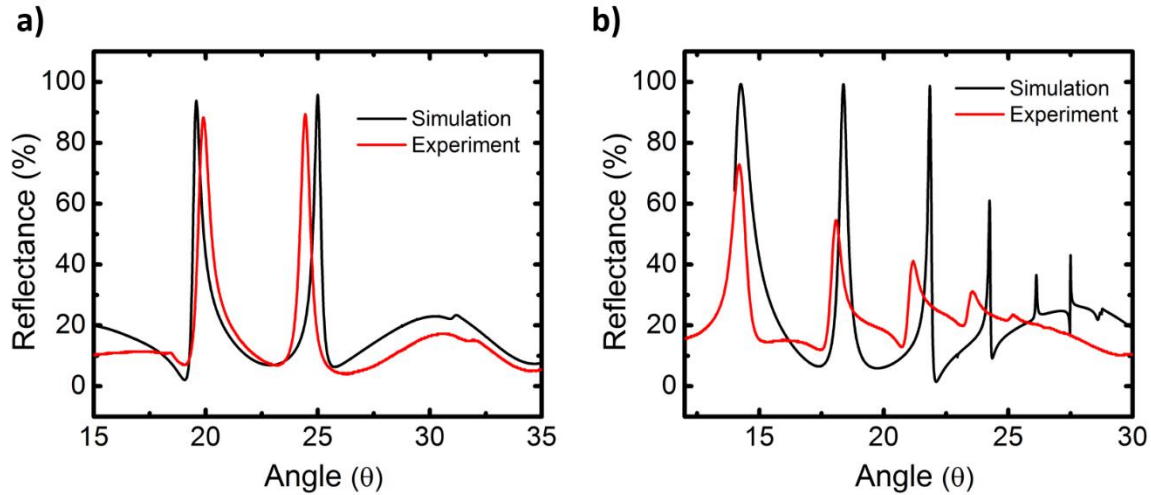 a)
100
80
60
40
20
0
Reflectance (%)
Simulation
Experiment
15 20 25 30 35
Angle (θ)
b)
100
80
60
40
20
0
Reflectance (%)
Simulation
Experiment
15 20 25 30
Angle (θ)